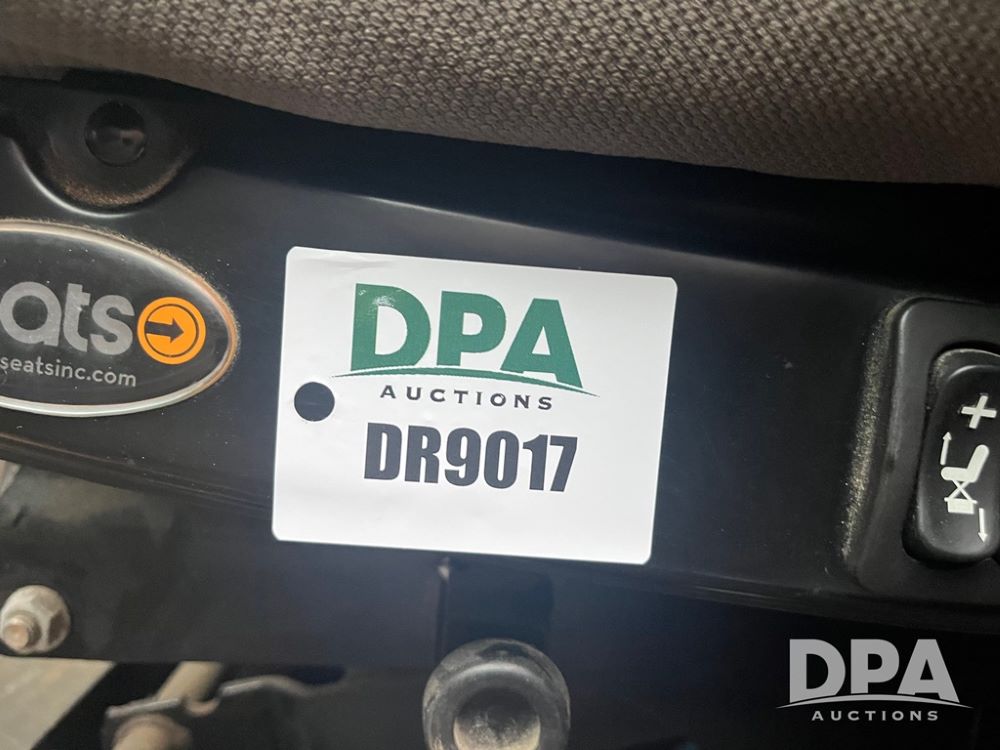 ats
seatsinc.com
DPA
AUCTIONS
DR9017
+
DPA
AUCTIONS